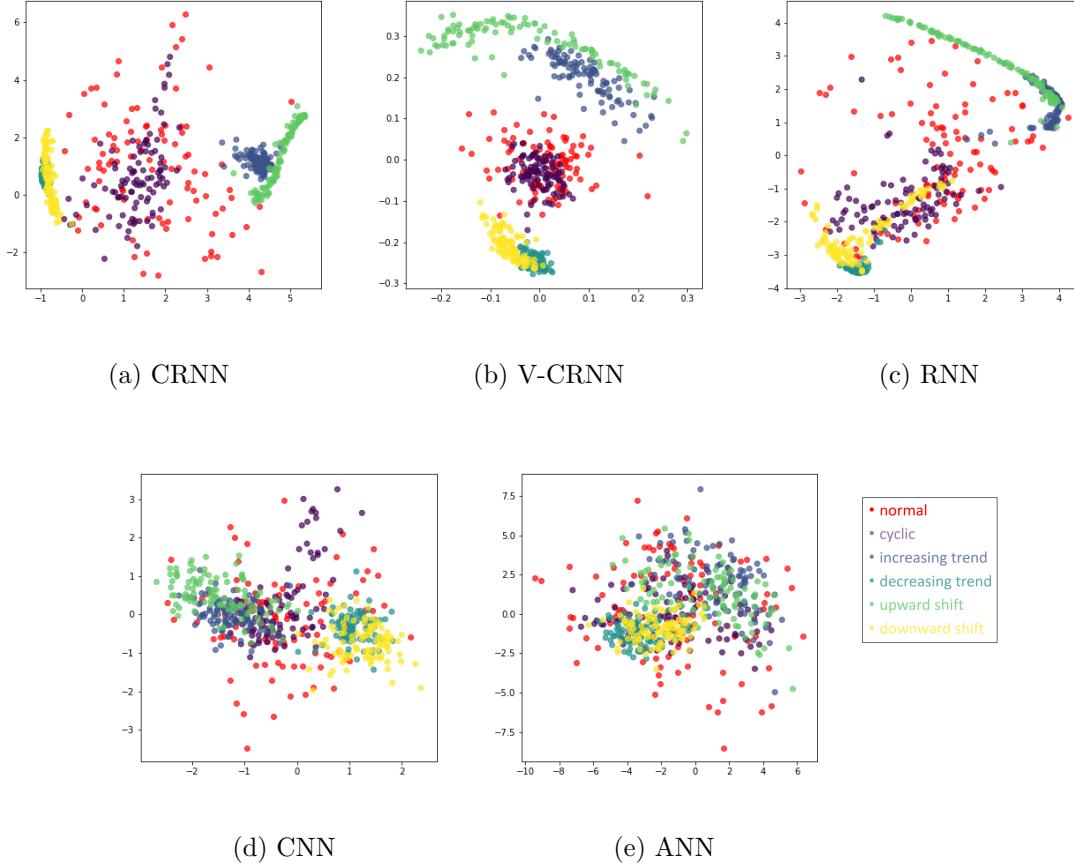 6
4
2
0
−2
−1 0 1 2 3 4 5
0.3
0.2
0.1
0.0
−0.1
−0.2
−0.3
−0.2 −0.1 0.0 0.1 0.2 0.3
4
3
2
1
0
−1
−2
−3
−4
−3 −2 −1 0 1 2 3 4
(a) CRNN
(b) V-CRNN
(c) RNN
3
2
1
0
−1
−2
−3
−2 −1 0 1 2
7.5
5.0
2.5
0.0
−2.5
−5.0
−7.5
−10 −8 −6 −4 −2 0 2 4 6
• normal
• cyclic
• increasing trend
• decreasing trend
• upward shift
• downward shift
(d) CNN
(e) ANN